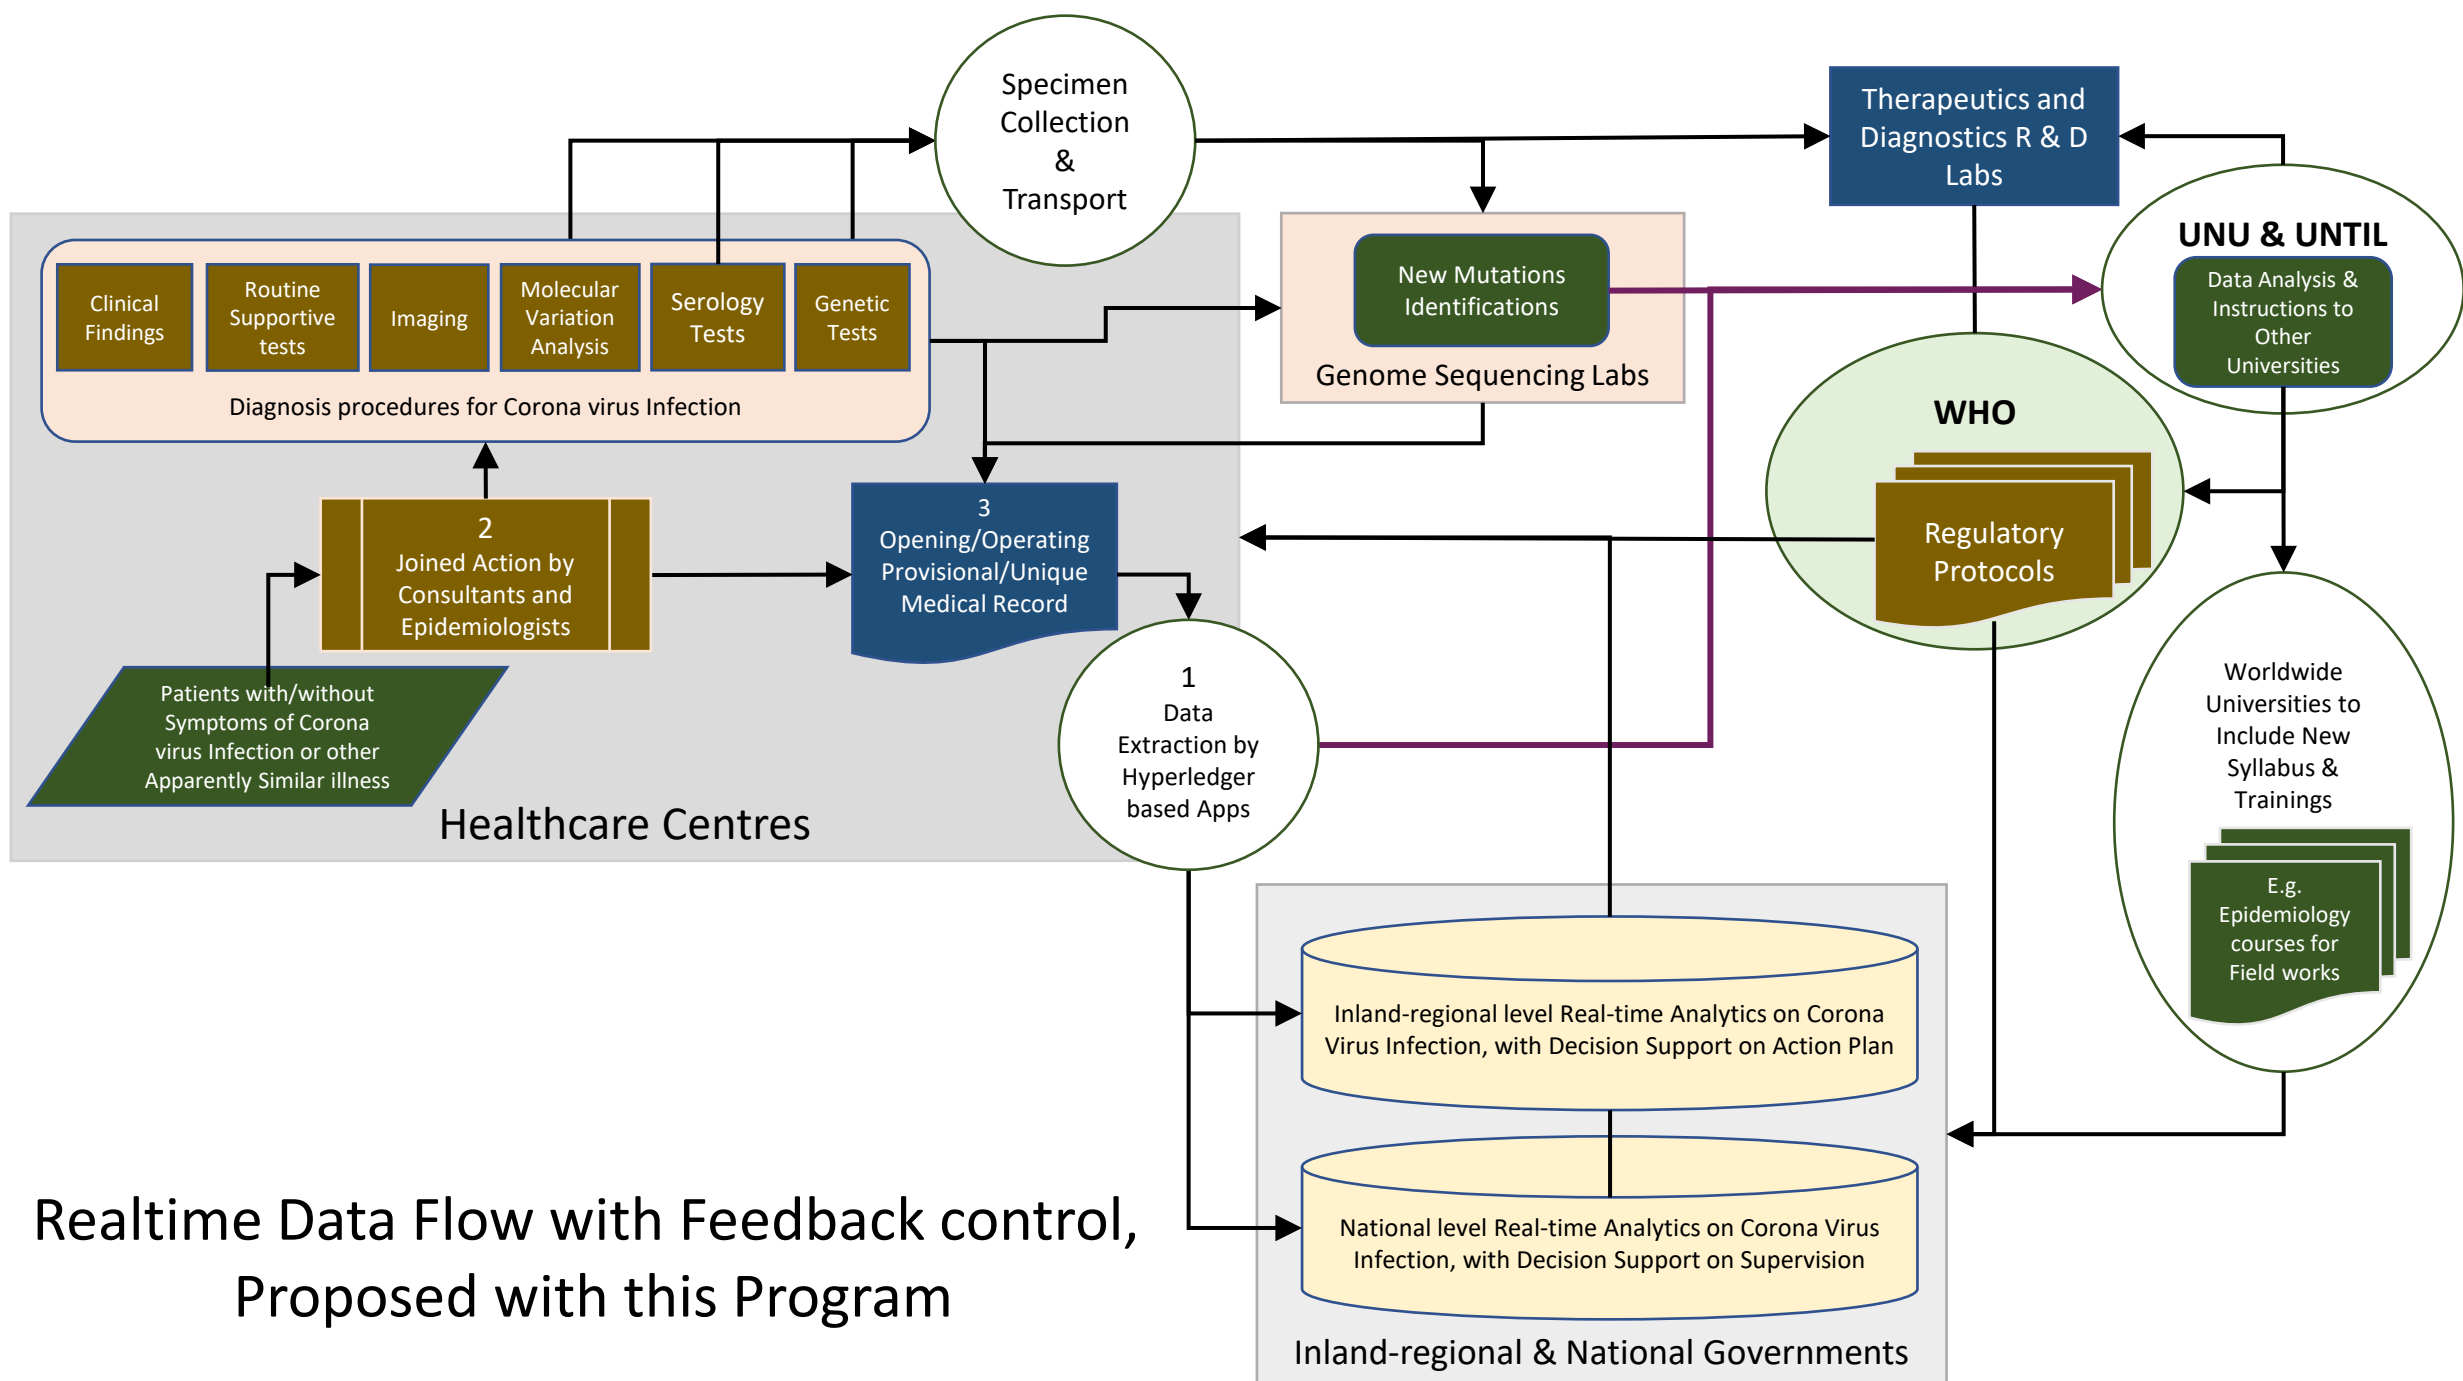 Specimen
Collection
&
Transport
Therapeutics and
Diagnostics R & D
Labs
UNU & UNTIL
Data Analysis &
Instructions to
Other
Universities
Clinical
Findings
Routine
Supportive
tests
Imaging
Molecular
Variation
Analysis
Serology
Tests
Genetic
Tests
Diagnosis procedures for Corona virus Infection
New Mutations
Identifications
Genome Sequencing Labs
WHO
Regulatory
Protocols
2
Joined Action by
Consultants and
Epidemiologists
3
Opening/Operating
Provisional/Unique
Medical Record
Patients with/without
Symptoms of Corona
virus Infection or other
Apparently Similar illness
Healthcare Centres
1
Data
Extraction by
Hyperledger
based Apps
Worldwide
Universities to
Include New
Syllabus &
Trainings
E.g.
Epidemiology
courses for
Field works
Inland-regional level Real-time Analytics on Corona
Virus Infection, with Decision Support on Action Plan
National level Real-time Analytics on Corona Virus
Infection, with Decision Support on Supervision
Inland-regional & National Governments
Realtime Data Flow with Feedback control,
Proposed with this Program